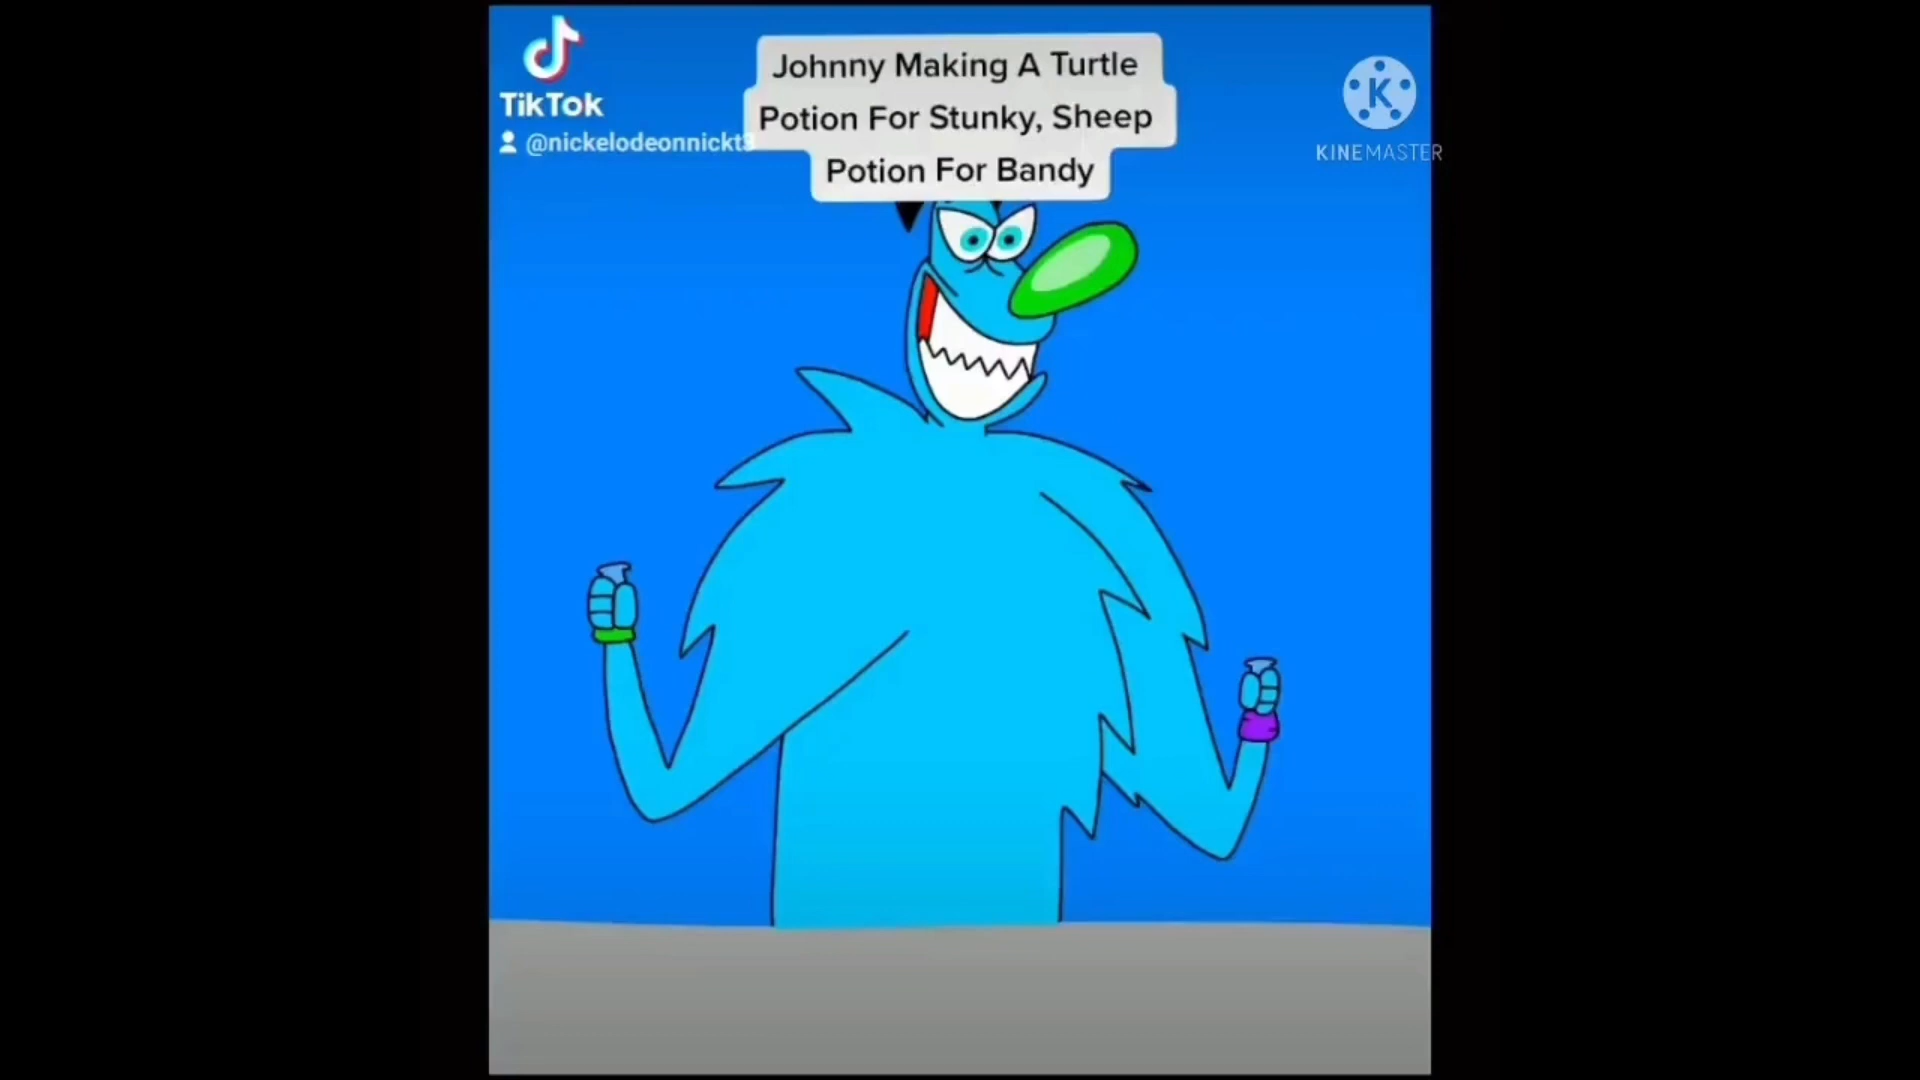 TikTok
@nickelodeonnickt
Johnny Making A Turtle
Potion For Stunky, Sheep
Potion For Bandy
K
KINEMASTER